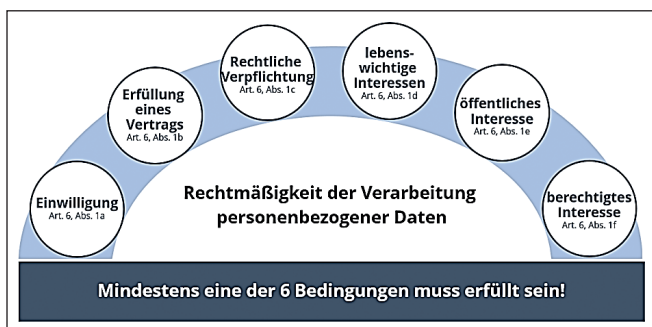 Einwilligung
Art. 6, Abs. 1a
Erfüllung
eines
Vertrags
Art. 6, Abs. 1b
Rechtliche
Verpflichtung
Art. 6, Abs. 1c
lebens-
wichtige
Interessen
Art. 6, Abs. 1d
öffentliches
Interesse
Art. 6, Abs. 1e
berechtigtes
Interesse
Art. 6, Abs. 1f
Rechtmäßigkeit der Verarbeitung
personenbezogener Daten
Mindestens eine der 6 Bedingungen muss erfüllt sein!